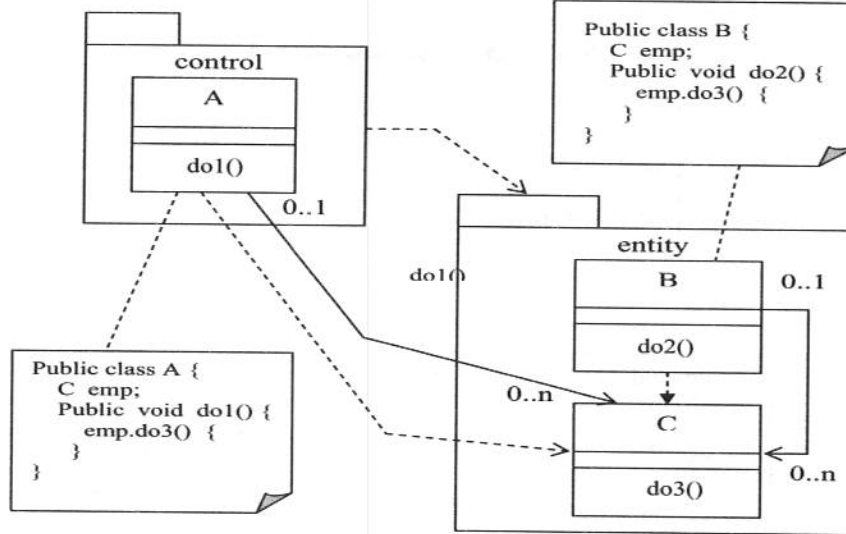 control
A
do1()
0..1
Public class B {
C emp;
Public void do2() {
emp.do3() {
}
}
entity
do1()
B
0..1
do2()
0..n
C
0..n
do3()
Public class A {
C emp;
Public void do1() {
emp.do3() {
}
}